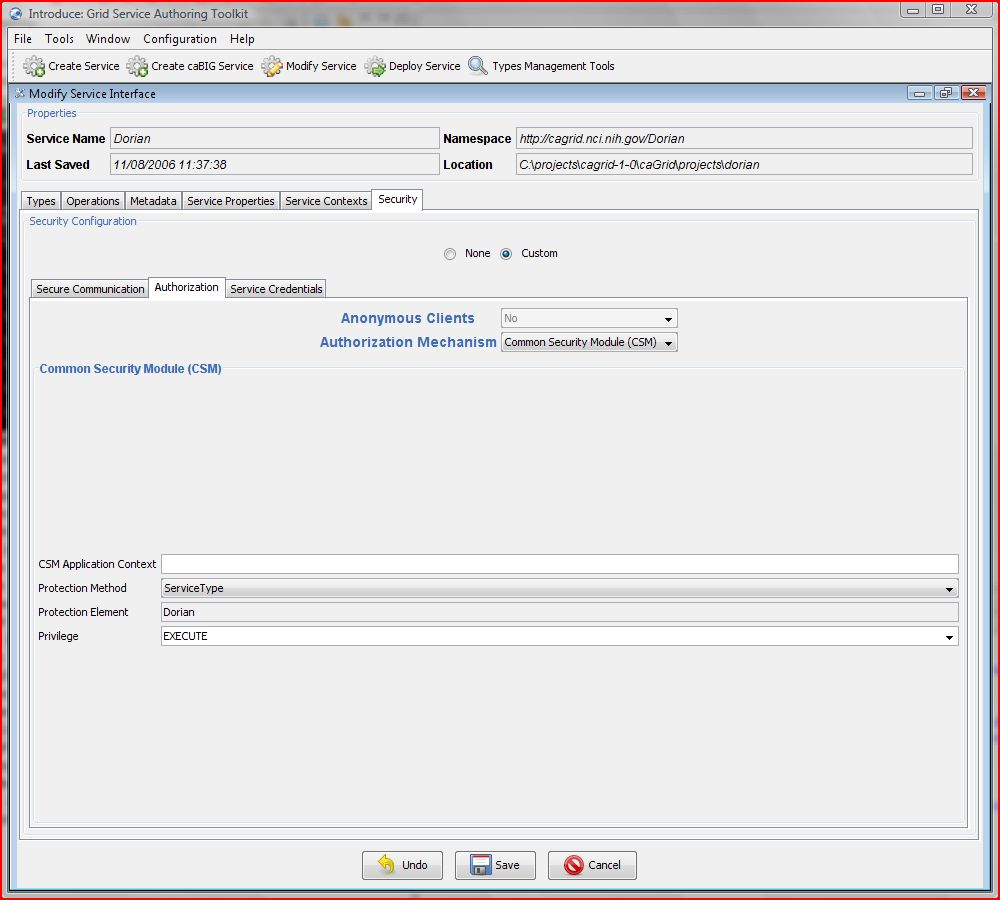 Introduce: Grid Service Authoring Toolkit
File Tools Window Configuration Help
Create Service Create caBIG Service Modify Service Deploy Service Types Management Tools
Modify Service Interface
Properties
Service Name Dorian Namespace http://cagrid.nci.nih.gov/Dorian
Last Saved 11/08/2006 11:37:38 Location C:\projects\cagrid-1-0\caGrid\projects\dorian
Types Operations Metadata Service Properties Service Contexts Security
Security Configuration
None Custom
Secure Communication Authorization Service Credentials
Anonymous Clients No
Authorization Mechanism Common Security Module (CSM)
Common Security Module (CSM)
CSM Application Context
Protection Method ServiceType
Protection Element Dorian
Privilege EXECUTE
Undo Save Cancel